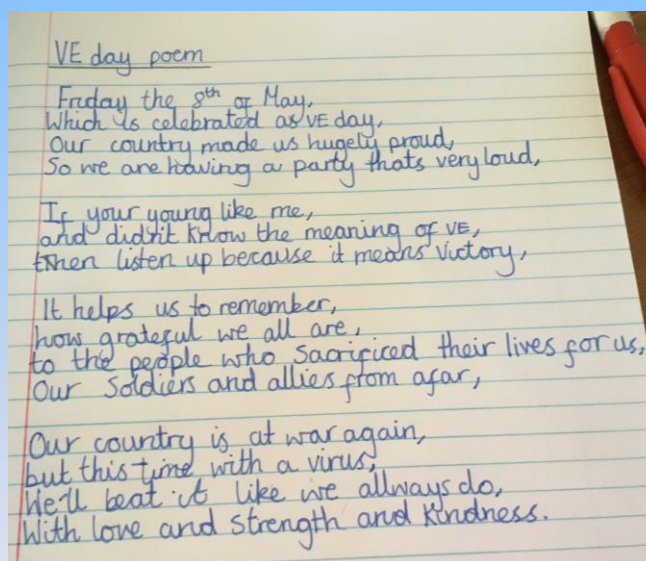 VE day poem
Friday the 8th of May,
Which is celebrated as VE day,
Our country made us hugely proud,
So we are having a party thats very loud,
If your young like me,
and didn't know the meaning of VE,
then listen up because it means victory,
It helps us to remember,
how grateful we all are,
to the people who sacrificed their lives for us,
Our soldiers and allies from afar,
Our country is at war again,
but this time with a virus,
We'll beat it like we allways do,
With love and strength and kindness.